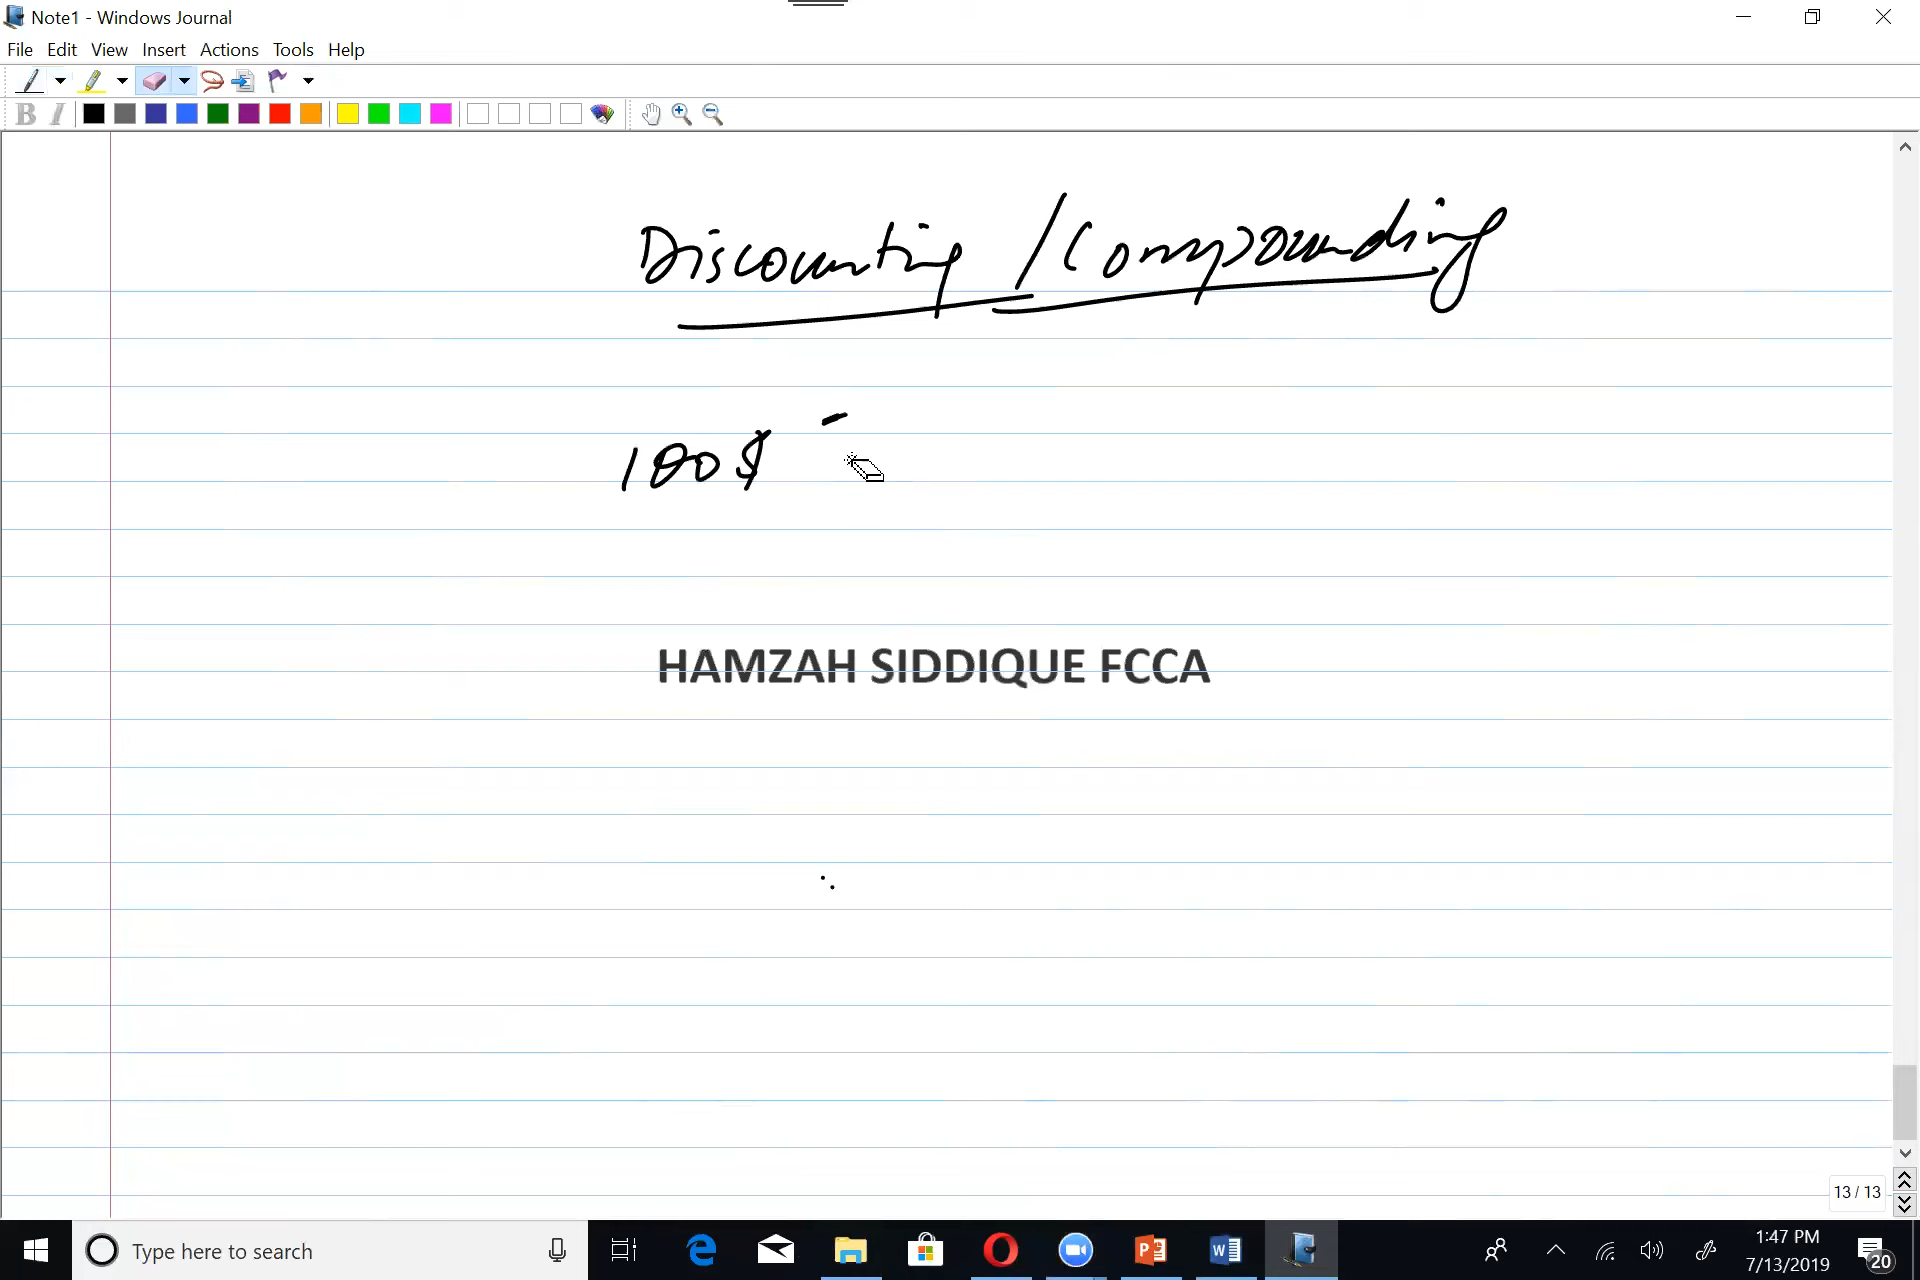 Note1 - Windows Journal
File Edit View Insert Actions Tools Help
B I
Discounting / Compounding
100$
HAMZAH SIDDIQUE FCCA
13 / 13
Type here to search
1:47 PM
7/13/2019
20